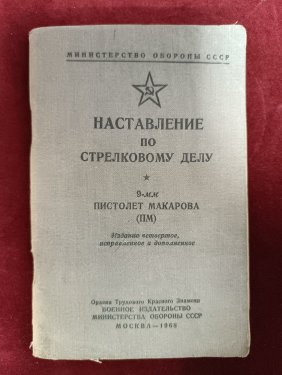 МИНИСТЕРСТВО ОБОРОНЫ СССР
НАСТАВЛЕНИЕ
ПО
СТРЕЛКОВОМУ ДЕЛУ
9-мм
ПИСТОЛЕТ МАКАРОВА
(ПМ)
Издание четвертое,
исправленное и дополненное
Ордена Трудового Красного Знамени
ВОЕННОЕ ИЗДАТЕЛЬСТВО
МИНИСТЕРСТВА ОБОРОНЫ СССР
МОСКВА—1968